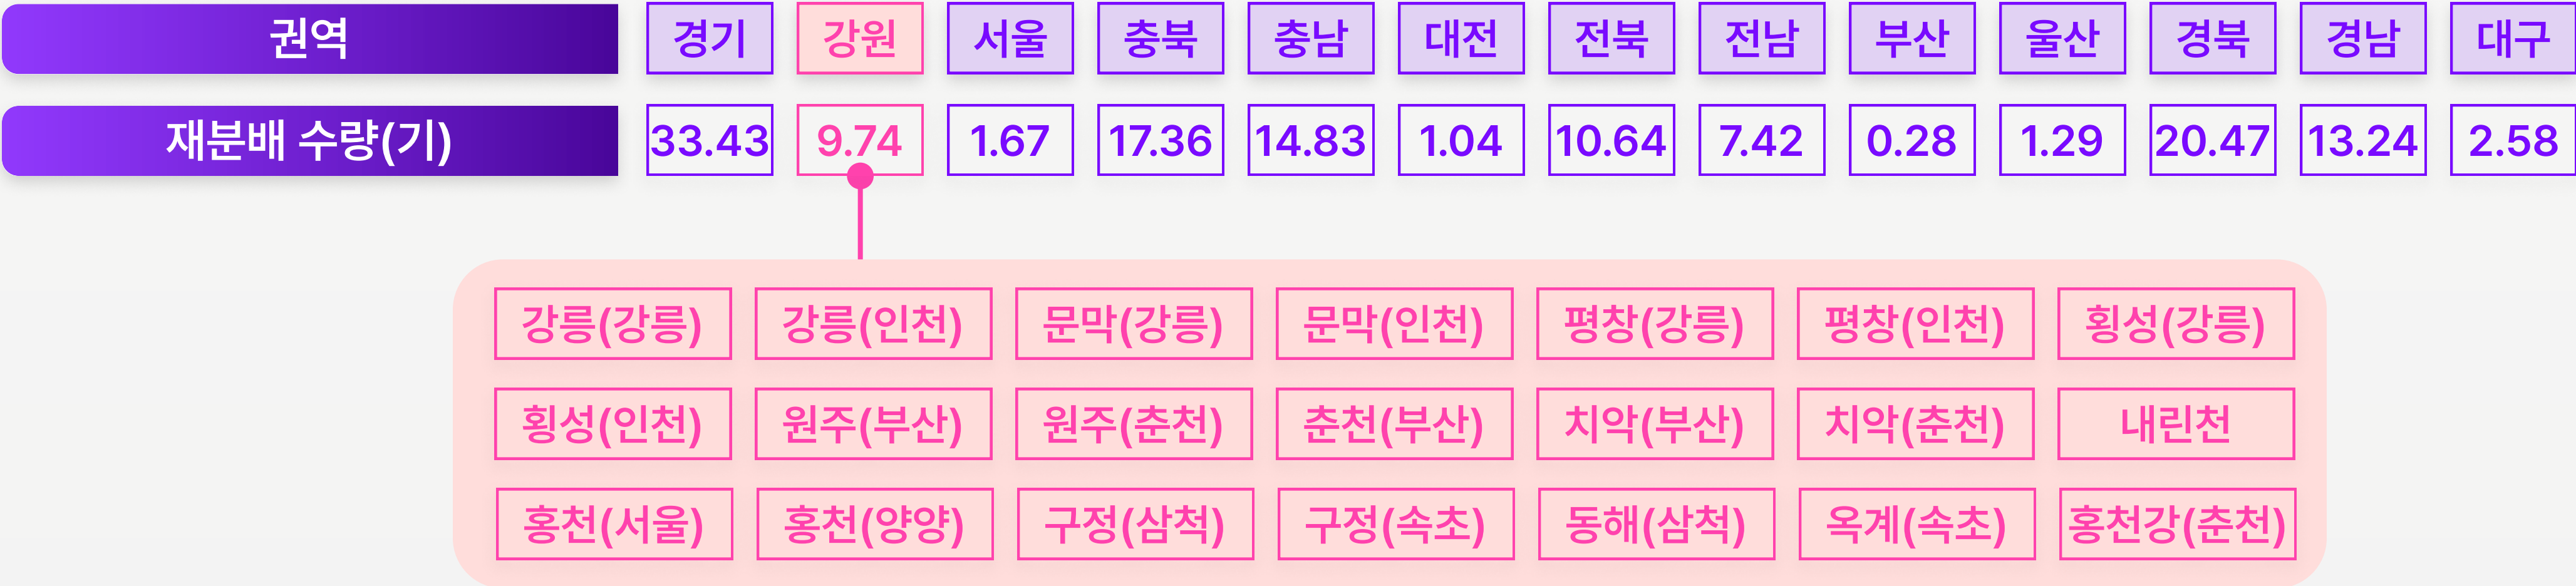 권역 경기 강원 서울 충북 충남 대전 전북 전남 부산 울산 경북 경남 대구
재분배 수량(기) 33.43 9.74 1.67 17.36 14.83 1.04 10.64 7.42 0.28 1.29 20.47 13.24 2.58
강릉(강릉) 강릉(인천) 문막(강릉) 문막(인천) 평창(강릉) 평창(인천) 횡성(강릉)
횡성(인천) 원주(부산) 원주(춘천) 춘천(부산) 치악(부산) 치악(춘천) 내린천
홍천(서울) 홍천(양양) 구정(삼척) 구정(속초) 동해(삼척) 옥계(속초) 홍천강(춘천)